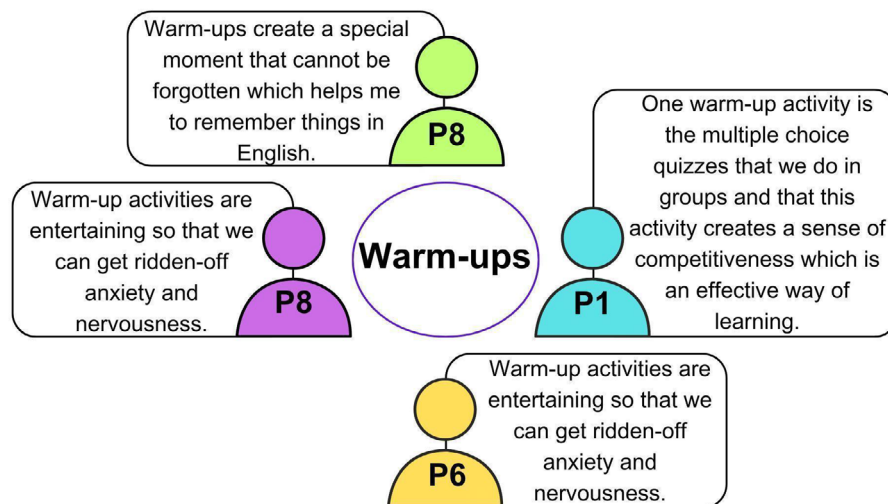 Warm-ups create a special
moment that cannot be
forgotten which helps me
to remember things in
English.
P8
Warm-up activities are
entertaining so that we
can get ridden-off
anxiety and
nervousness.
P8
Warm-ups
One warm-up activity is
the multiple choice
quizzes that we do in
groups and that this
activity creates a sense of
competitiveness which is
an effective way of
learning.
P1
Warm-up activities are
entertaining so that we
can get ridden-off
anxiety and
nervousness.
P6